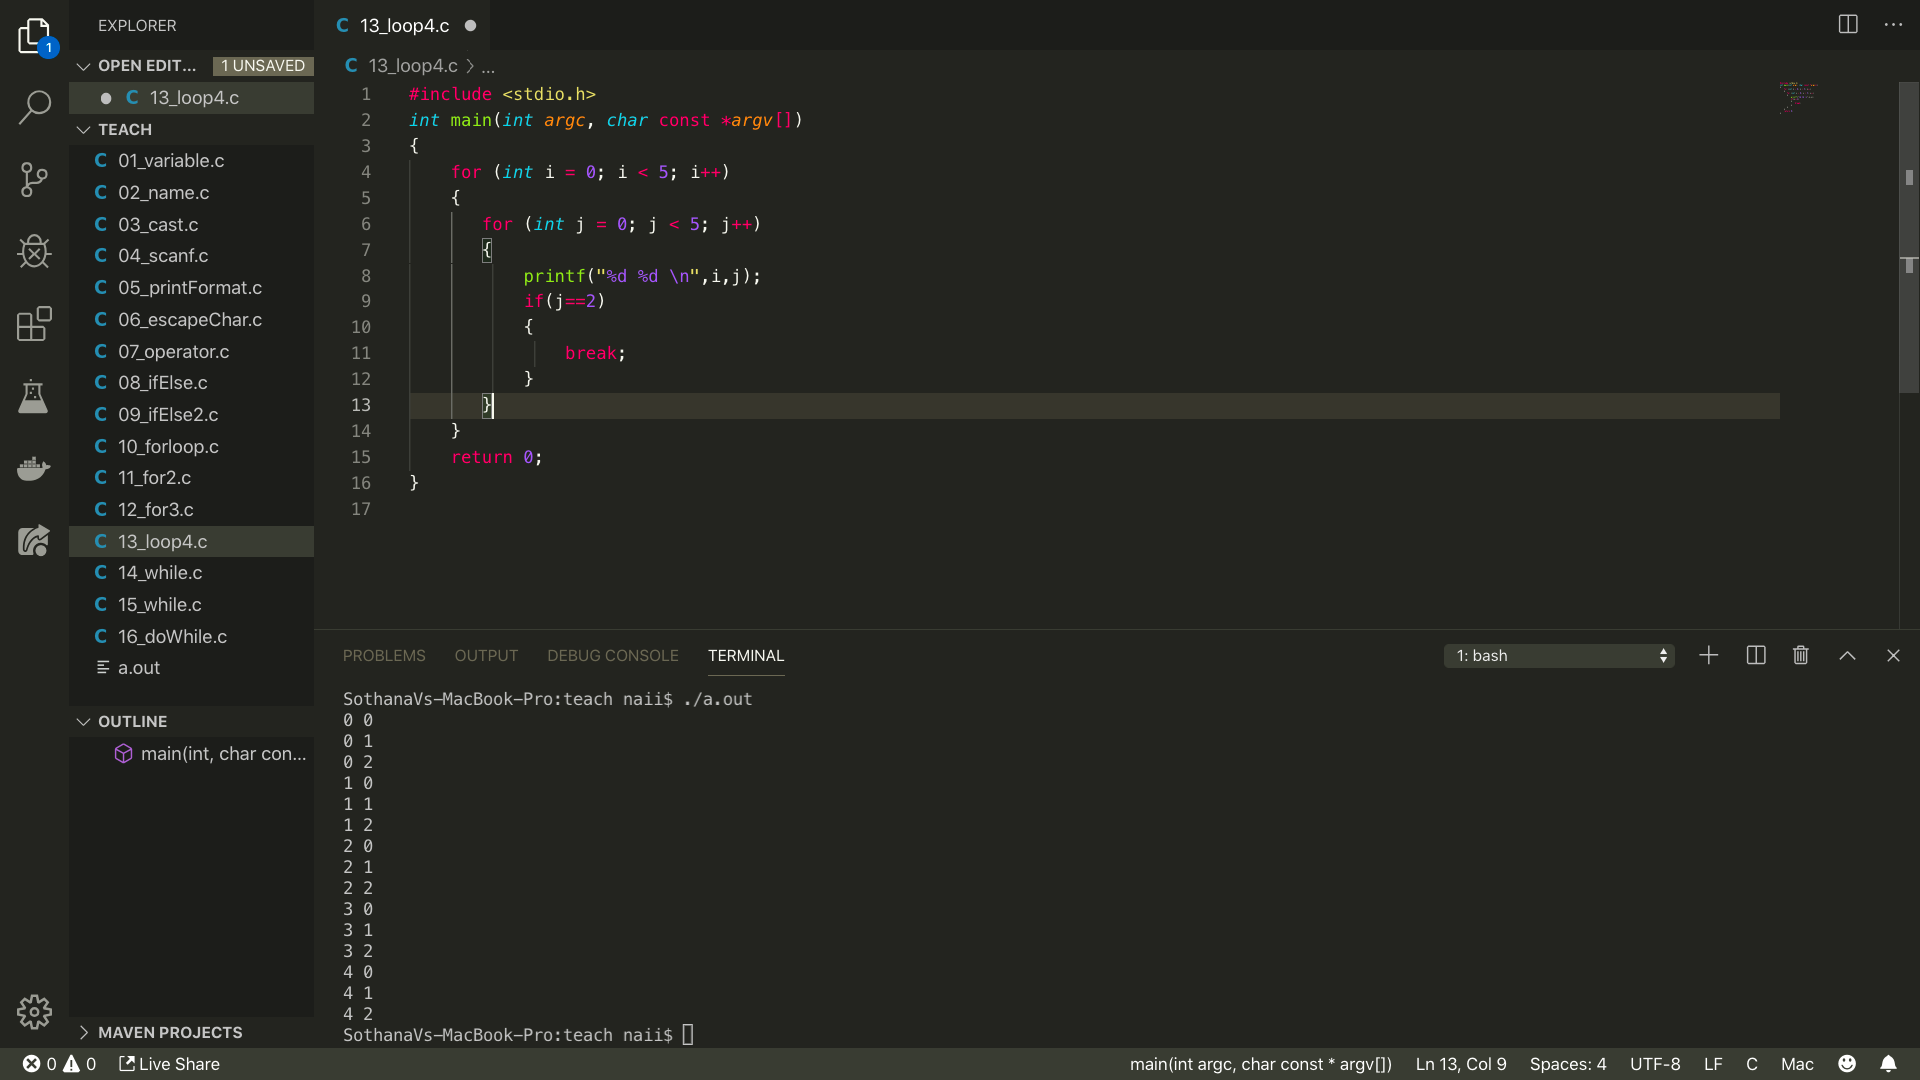 EXPLORER
1
OPEN EDIT...
1 UNSAVED
C 13_loop4.c
TEACH
C 01_variable.c
C 02_name.c
C 03_cast.c
C 04_scanf.c
C 05_printFormat.c
C 06_escapeChar.c
C 07_operator.c
C 08_ifElse.c
C 09_ifElse2.c
C 10_forloop.c
C 11_for2.c
C 12_for3.c
C 13_loop4.c
C 14_while.c
C 15_while.c
C 16_doWhile.c
a.out
OUTLINE
main(int, char con...
MAVEN PROJECTS
C 13_loop4.c
C 13_loop4.c > ...
1 #include <stdio.h>
2 int main(int argc, char const *argv[])
3 {
4 for (int i = 0; i < 5; i++)
5 {
6 for (int j = 0; j < 5; j++)
7 {
8 printf("%d %d \n",i,j);
9 if(j==2)
10 {
11 break;
12 }
13 }
14 }
15 return 0;
16 }
17
PROBLEMS OUTPUT DEBUG CONSOLE TERMINAL 1: bash
SothanaVs-MacBook-Pro:teach naii$ ./a.out
0 0
0 1
0 2
1 0
1 1
1 2
2 0
2 1
2 2
3 0
3 1
3 2
4 0
4 1
4 2
SothanaVs-MacBook-Pro:teach naii$
0 0 Live Share main(int argc, char const * argv[]) Ln 13, Col 9 Spaces: 4 UTF-8 LF C Mac